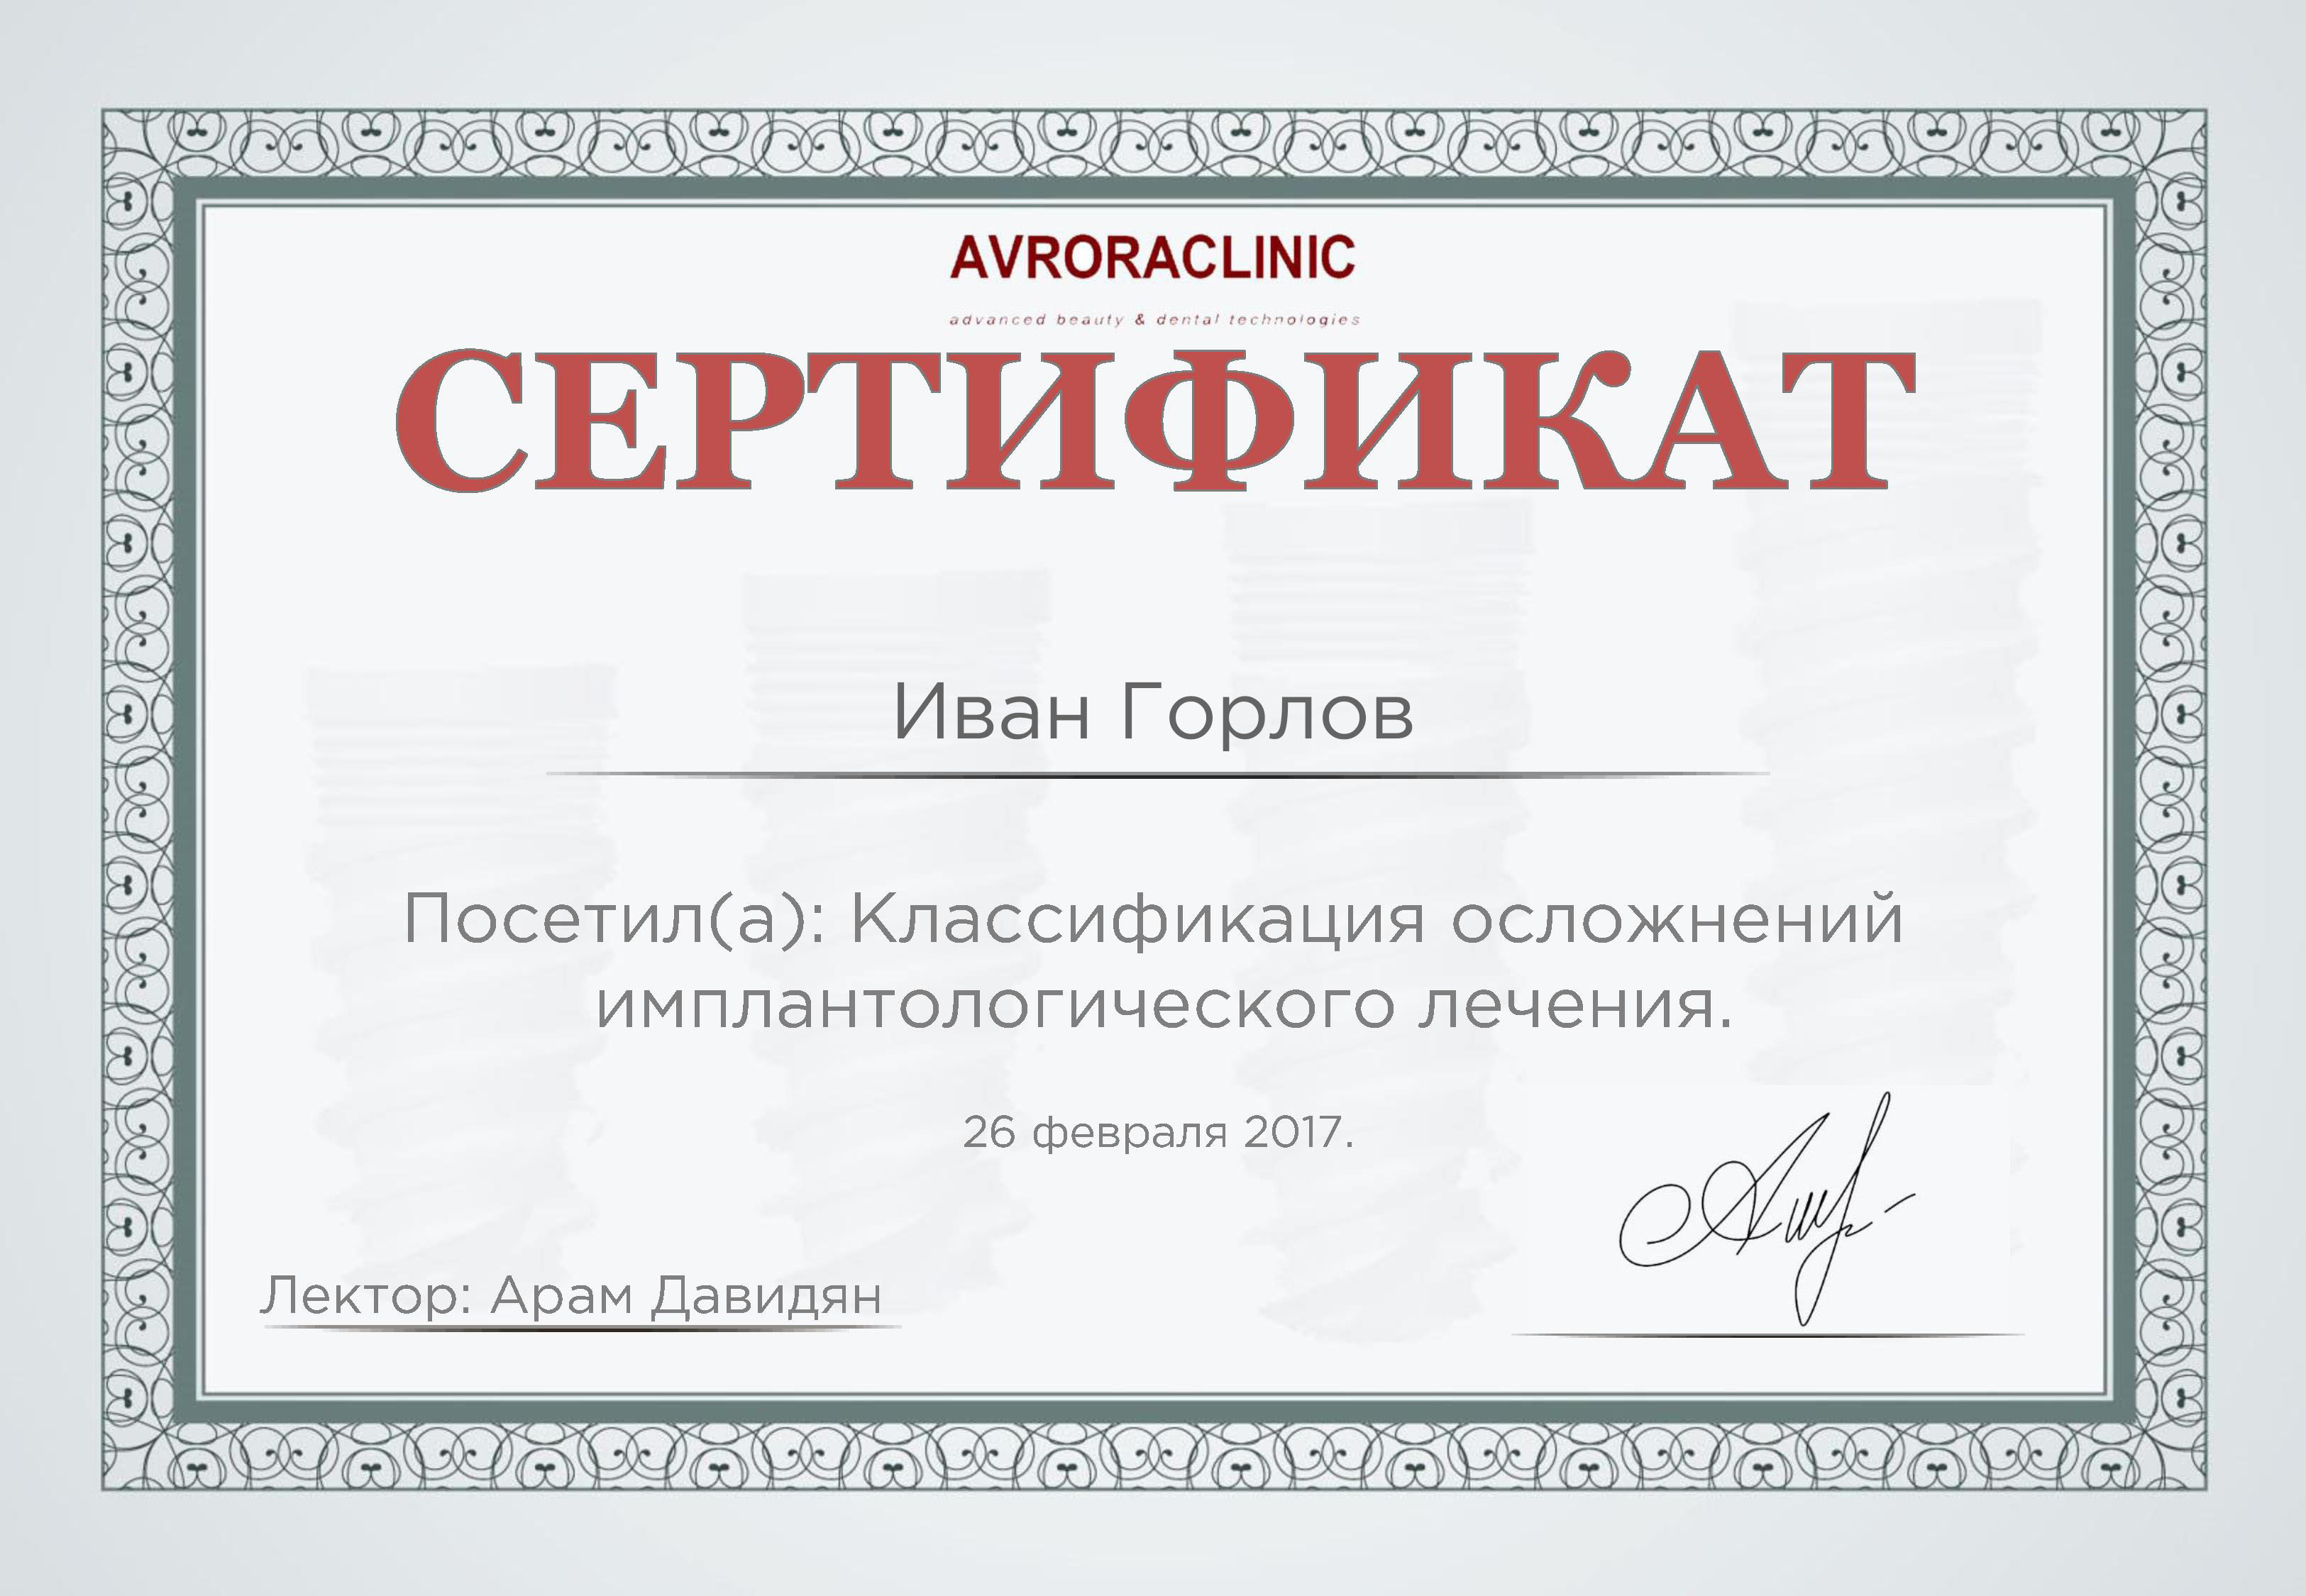 AVRORACLINIC
advanced beauty & dental technologies
СЕРТИФИКАТ
Иван Горлов
Посетил(а): Классификация осложнений
имплантологического лечения.
26 февраля 2017.
Лектор: Арам Давидян